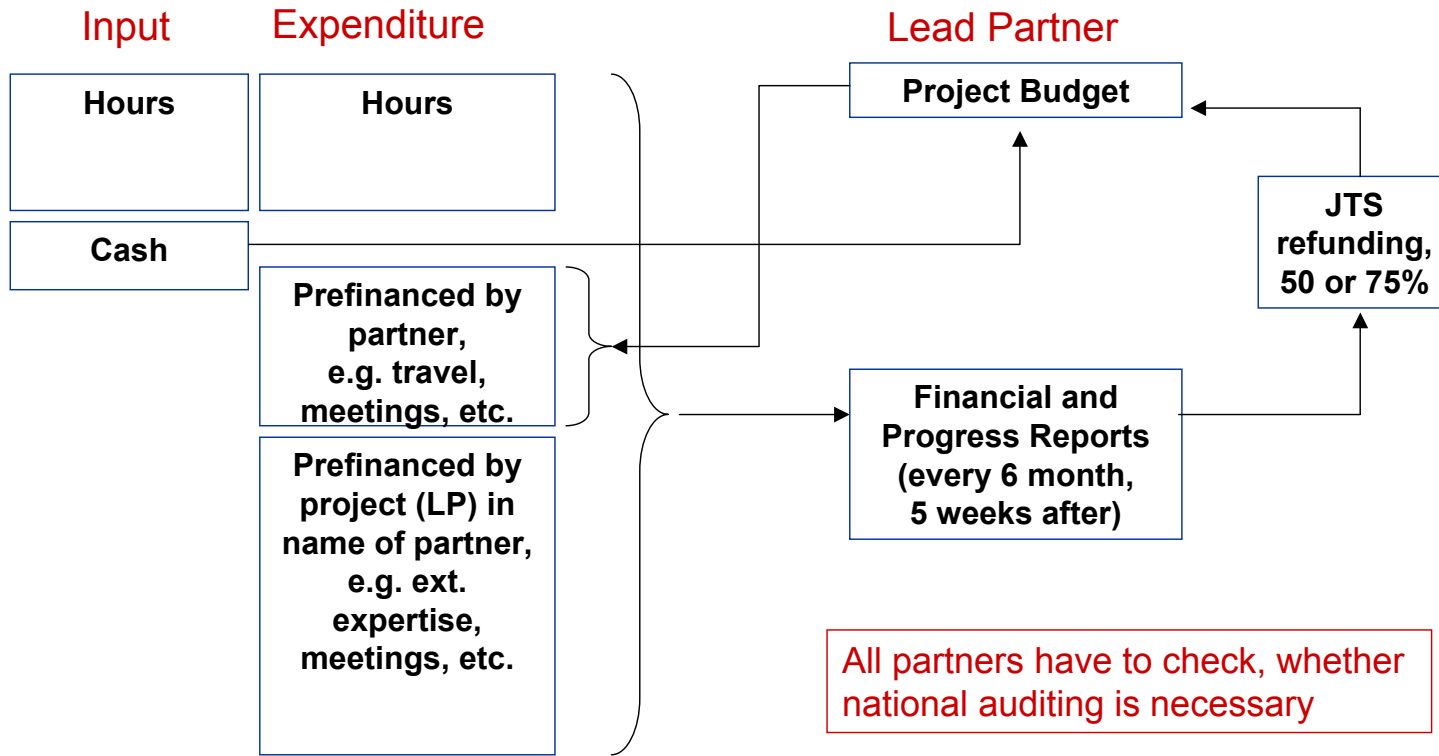 Input
Expenditure
Lead Partner
Hours
Hours
Project Budget
Cash
JTS
refunding,
50 or 75%
Prefinanced by
partner,
e.g. travel,
meetings, etc.
Financial and
Progress Reports
(every 6 month,
5 weeks after)
Prefinanced by
project (LP) in
name of partner,
e.g. ext.
expertise,
meetings, etc.
All partners have to check, whether
national auditing is necessary